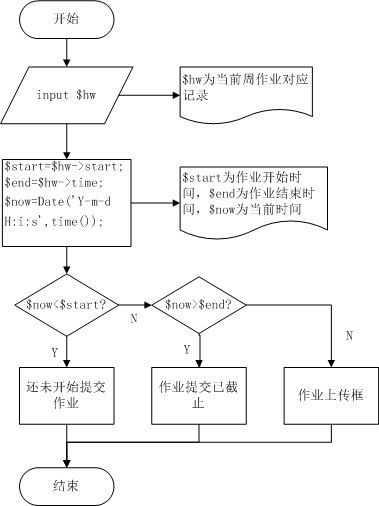 开始
input $hw
$hw为当前周作业对应
记录
$start=$hw->start;
$end=$hw->time;
$now=Date('Y-m-d
H:i:s',time());
$start为作业开始时
间，$end为作业结束时
间，$now为当前时间
$now<$start?
N
$now>$end?
N
Y
Y
还未开始提交
作业
作业提交已截
止
作业上传框
结束